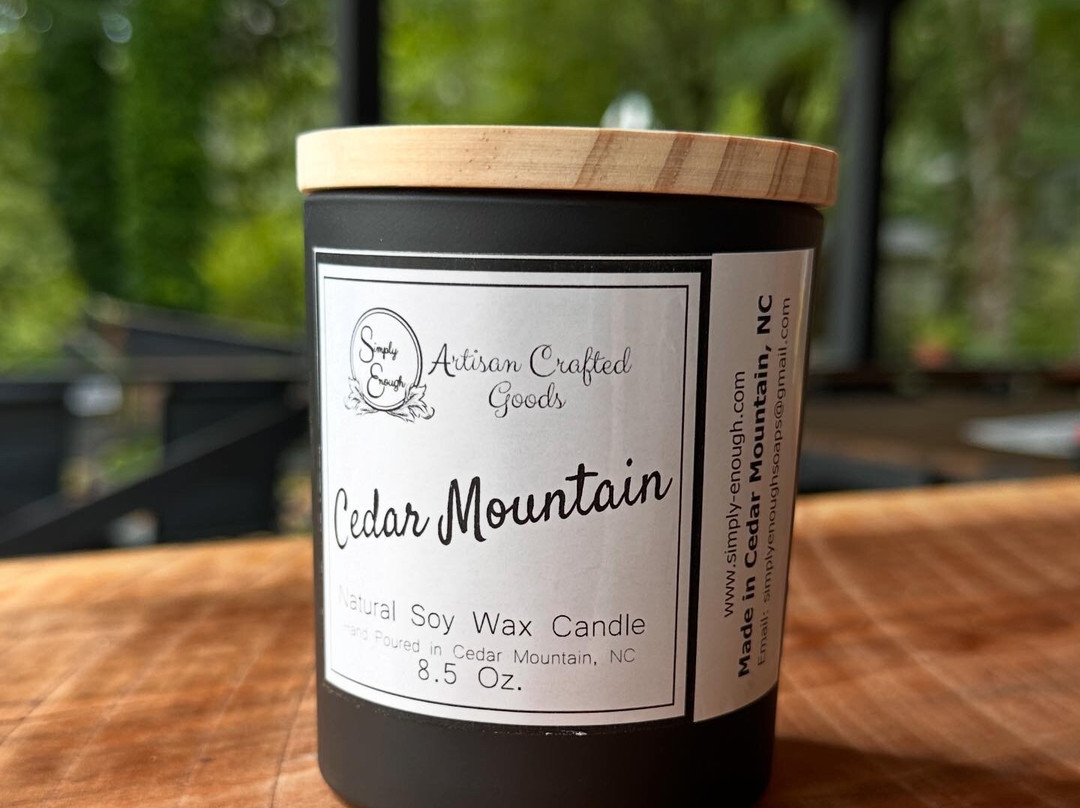 Simply
Enough
Artisan Crafted
Goods
Cedar Mountain
Natural Soy Wax Candle
Hand Poured in Cedar Mountain, NC
8.5 Oz.
www.simply-enough.com
Made in Cedar Mountain, NC
Email: simplyenoughsoaps@gmail.com